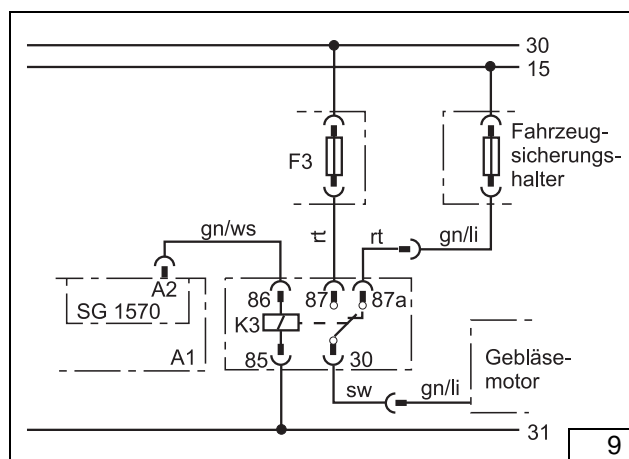 30
15
F3
Fahrzeug-
sicherungs-
halter
gn/ws
rt
rt
gn/li
A2
SG 1570
A1
86
87
87a
K3
85
30
Gebläse-
motor
sw
gn/li
31
9